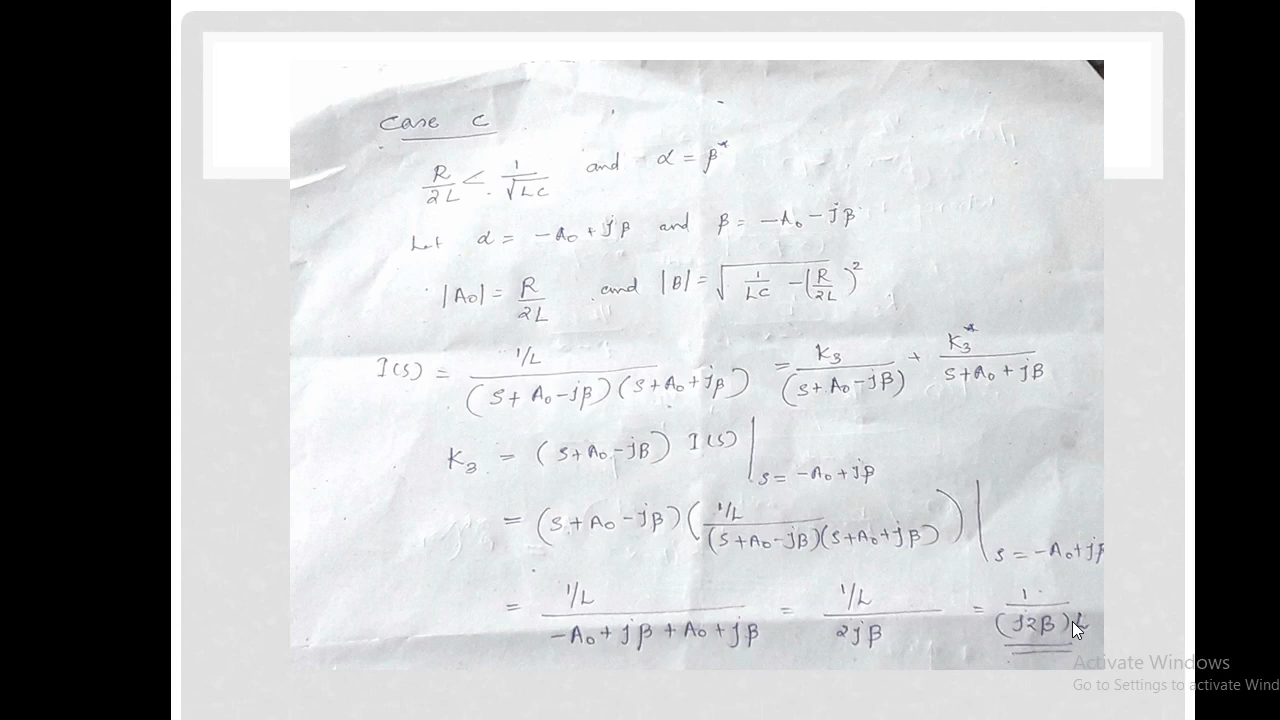 Case C
R/2L < 1/√LC and α = β*
Let α = -A₀ + jβ and β = -A₀ - jβ
|A₀| = R/2L and |B| = √(1/LC - (R/2L)²)
I(S) = 1/L / (S + A₀ - jβ)(S + A₀ + jβ) = K₃/(S + A₀ - jβ) + K₃*/S + A₀ + jβ
K₃ = (S + A₀ - jβ) I(S) | S = -A₀ + jβ
= (S + A₀ - jβ) ( 1/L / (S + A₀ - jβ)(S + A₀ + jβ) ) | S = -A₀ + jβ
= 1/L / -A₀ + jβ + A₀ + jβ = 1/L / 2jβ = 1/(j2β)L
Activate Windows
Go to Settings to activate Wind